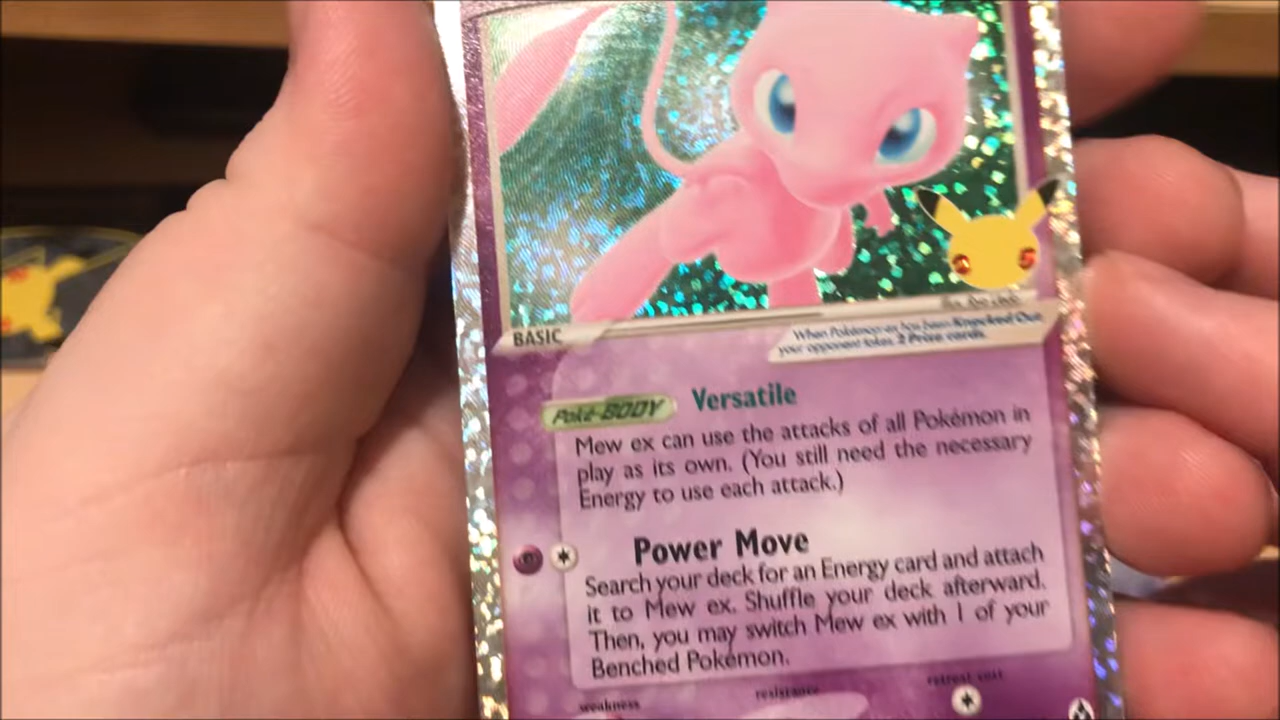 BASIC
When Pokémon-ex has been Knocked Out,
your opponent takes 2 Prize cards.
Poké-BODY Versatile
Mew ex can use the attacks of all Pokémon in
play as its own. (You still need the necessary
Energy to use each attack.)
Power Move
Search your deck for an Energy card and attach
it to Mew ex. Shuffle your deck afterward.
Then, you may switch Mew ex with 1 of your
Benched Pokémon.
weakness resistance retreat cost